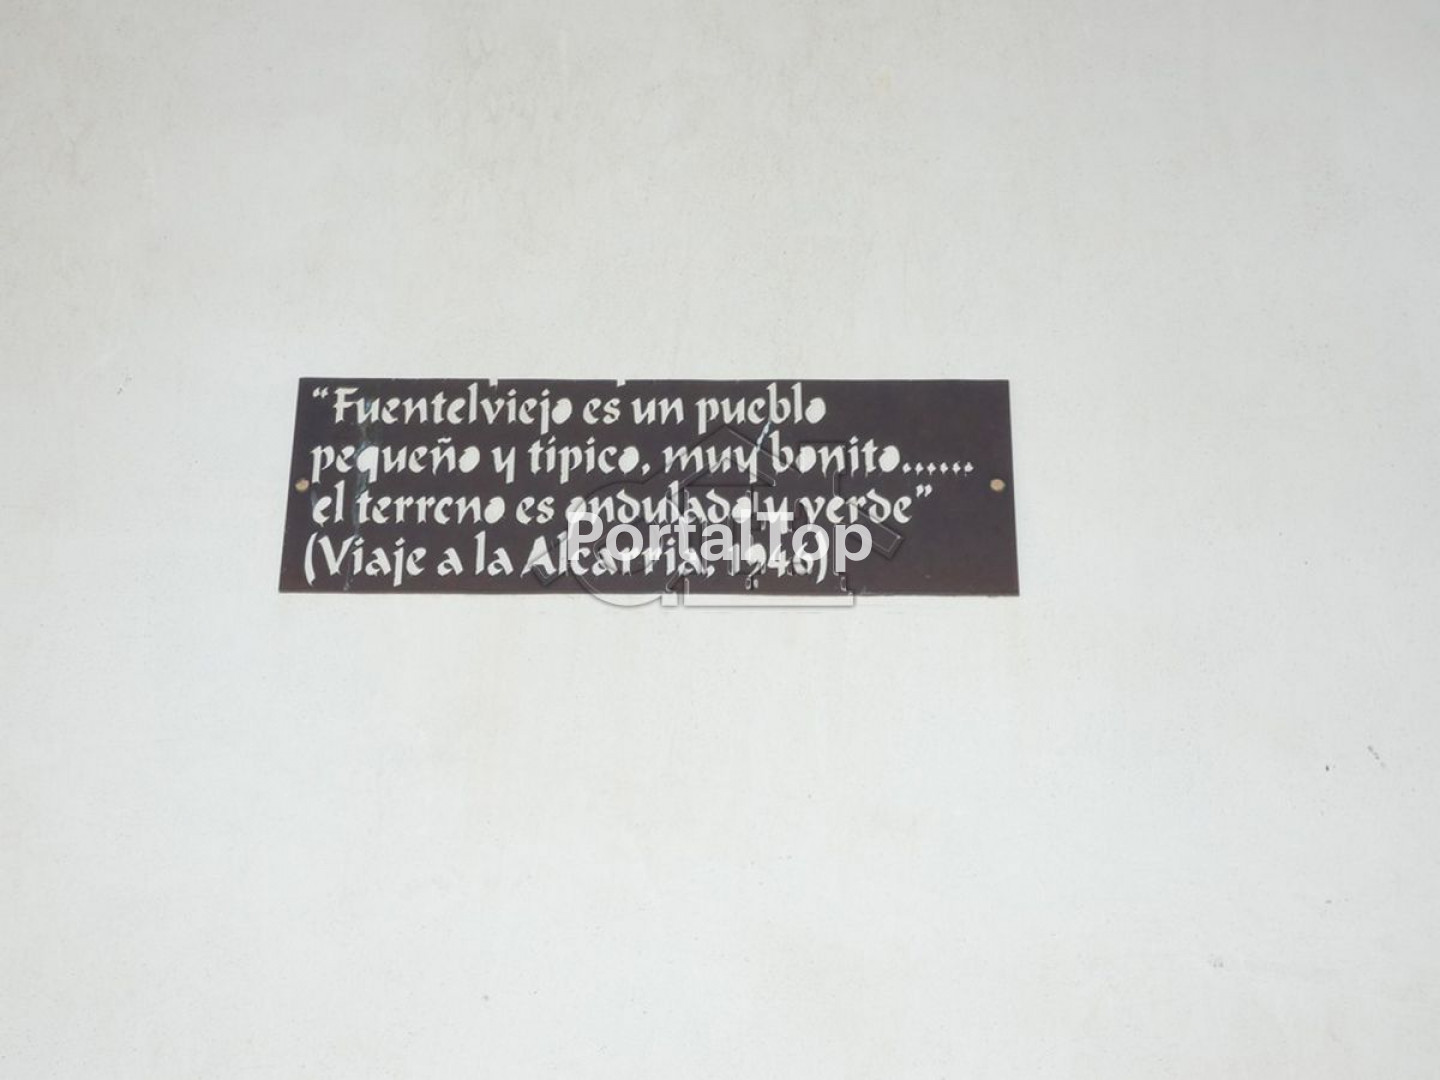 “Fuentelviejo es un pueblo
pequeño y típico, muy bonito......
el terreno es ondulado y verde”
(Viaje a la Alcarria, 1946)
PortalTop